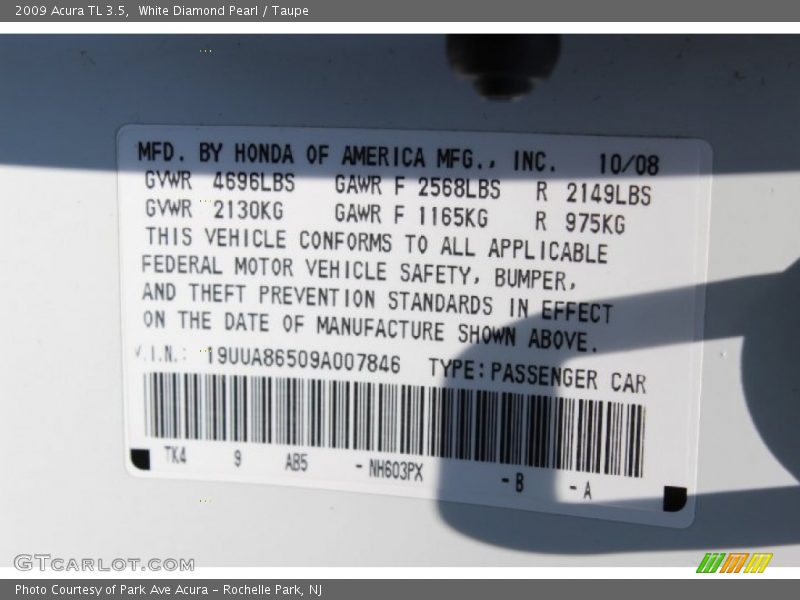 2009 Acura TL 3.5,  White Diamond Pearl / Taupe
MFD. BY HONDA OF AMERICA MFG., INC. 10/08
GVWR 4696LBS GAWR F 2568LBS R 2149LBS
GVWR 2130KG GAWR F 1165KG R 975KG
THIS VEHICLE CONFORMS TO ALL APPLICABLE
FEDERAL MOTOR VEHICLE SAFETY, BUMPER,
AND THEFT PREVENTION STANDARDS IN EFFECT
ON THE DATE OF MANUFACTURE SHOWN ABOVE.
V.I.N.: 19UUA86509A007846 TYPE:PASSENGER CAR
TK4 9 AB5 -NH603PX -B -A
GTCARLOT.COM
Photo Courtesy of Park Ave Acura - Rochelle Park, NJ